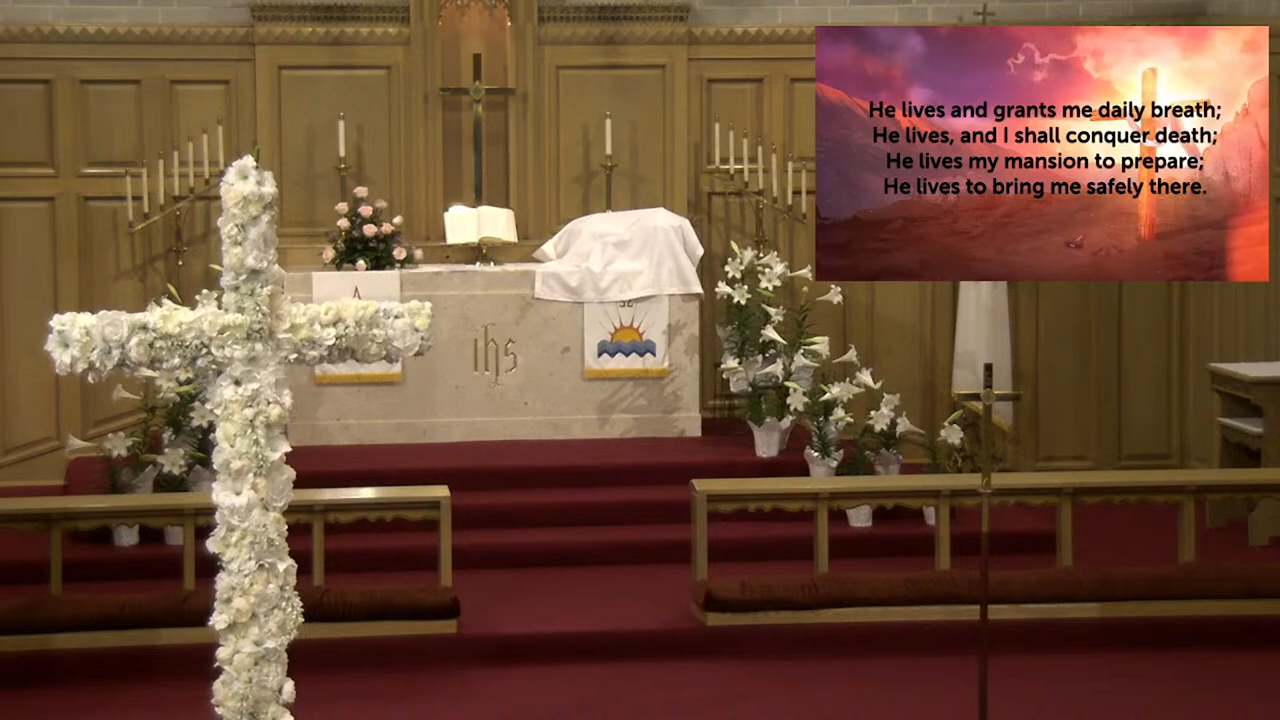 He lives and grants me daily breath;
He lives, and I shall conquer death;
He lives my mansion to prepare;
He lives to bring me safely there.
A
ihs